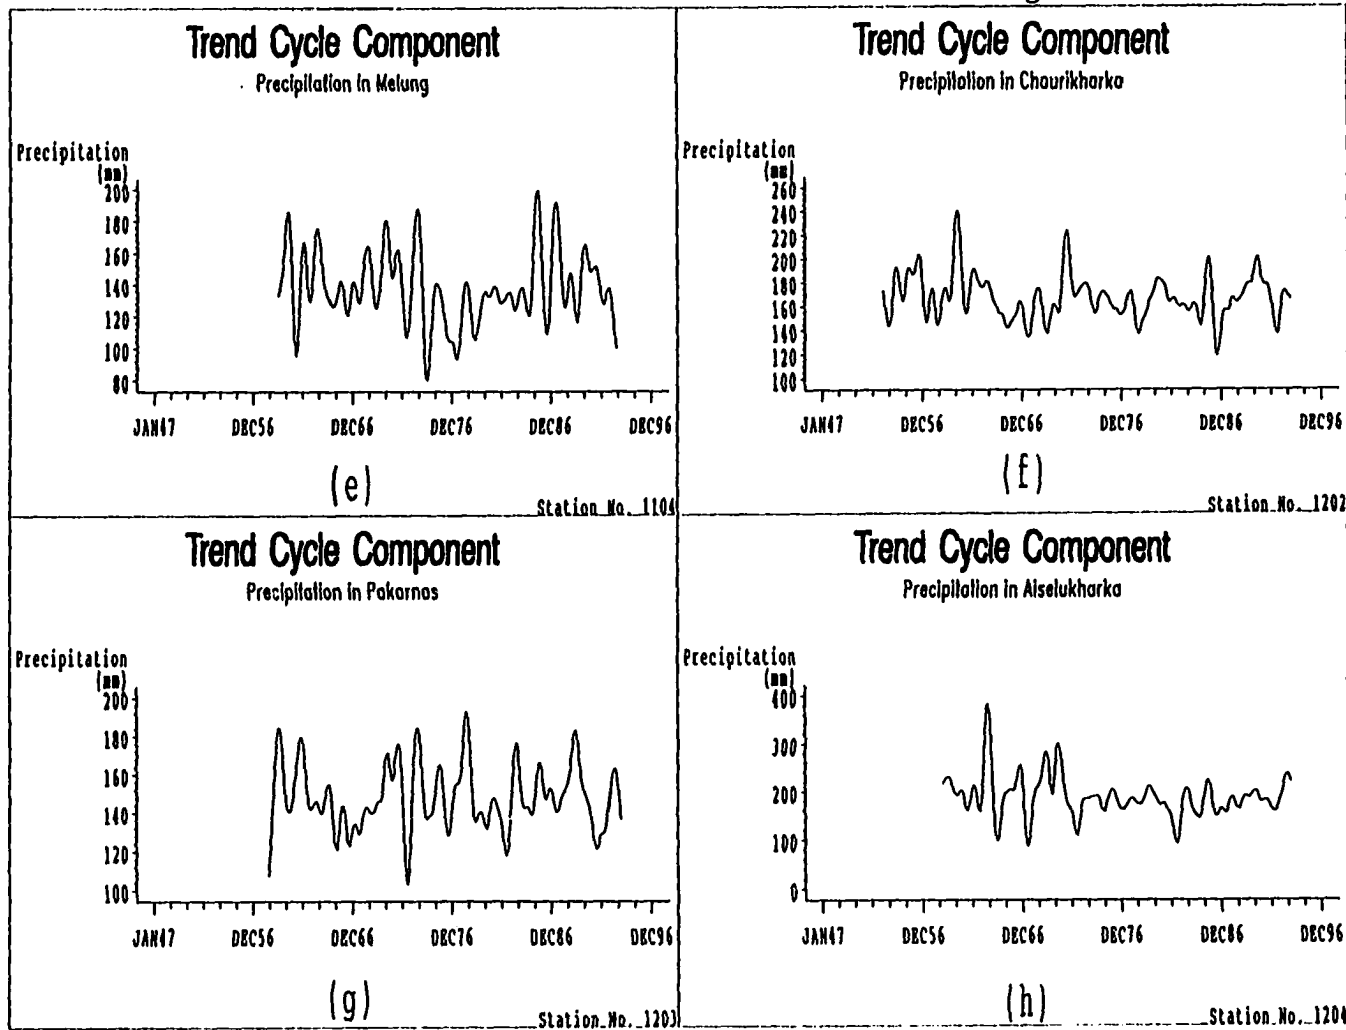 Trend Cycle Component
Precipitation in Melung
Precipitation
(mm)
200
180
160
140
120
100
80
JAN47 DEC56 DEC66 DEC76 DEC86 DEC96
(e)
Station No. 1104
Trend Cycle Component
Precipitation in Chaurikharka
Precipitation
(mm)
260
240
220
200
180
160
140
120
100
JAN47 DEC56 DEC66 DEC76 DEC86 DEC96
(f)
Station No. 1202
Trend Cycle Component
Precipitation in Pakarnas
Precipitation
(mm)
200
180
160
140
120
100
JAN47 DEC56 DEC66 DEC76 DEC86 DEC96
(g)
Station No. 1203
Trend Cycle Component
Precipitation in Aiselukharka
Precipitation
(mm)
400
300
200
100
0
JAN47 DEC56 DEC66 DEC76 DEC86 DEC96
(h)
Station No. 1204